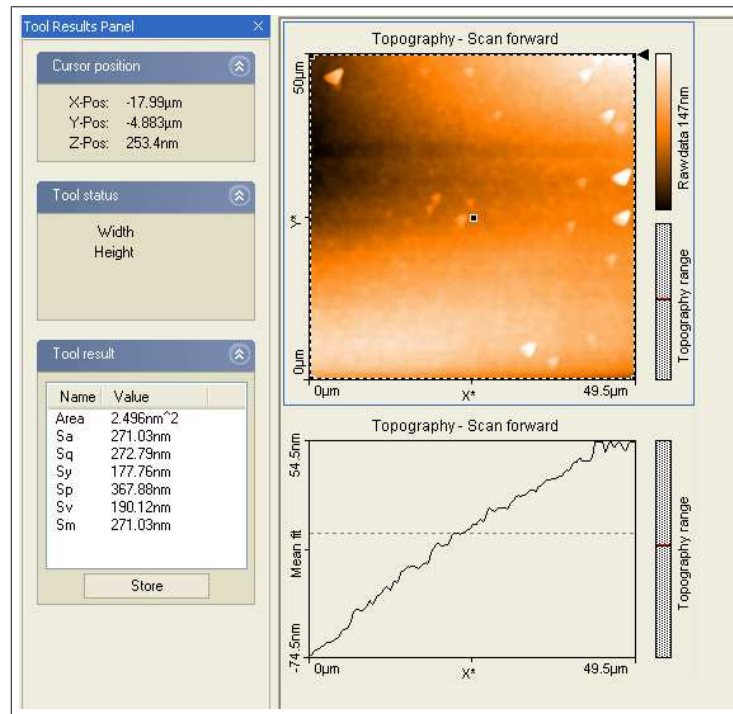 Tool Results Panel
Cursor position
X-Pos: -17.99µm
Y-Pos: -4.883µm
Z-Pos: 253.4nm
Tool status
Width
Height
Tool result
Name Value
Area 2.496nm^2
Sa 271.03nm
Sq 272.79nm
Sy 177.76nm
Sp 367.88nm
Sv 190.12nm
Sm 271.03nm
Store
Topography - Scan forward
50µm
Y*
0µm
0µm X* 49.5µm
Rawdata 147nm
Topography range
Topography - Scan forward
54.5nm
Mean fit
-74.5nm
0µm X* 49.5µm
Topography range